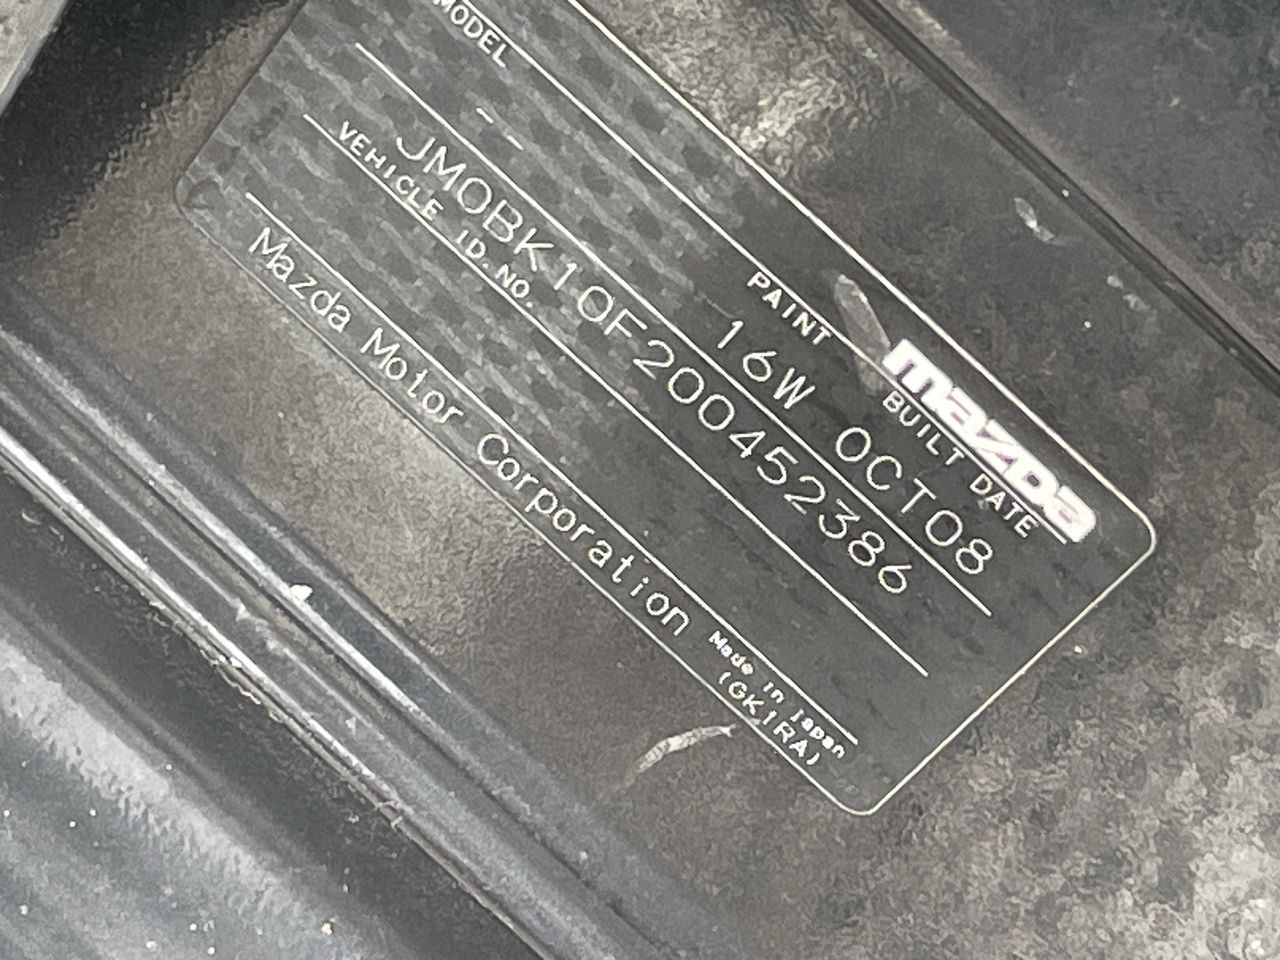 mazda
MODEL PAINT BUILT DATE
-- 16W OCT08
JM0BK10F200452386
VEHICLE ID. NO.
Mazda Motor Corporation Made in Japan
(GK1RA)